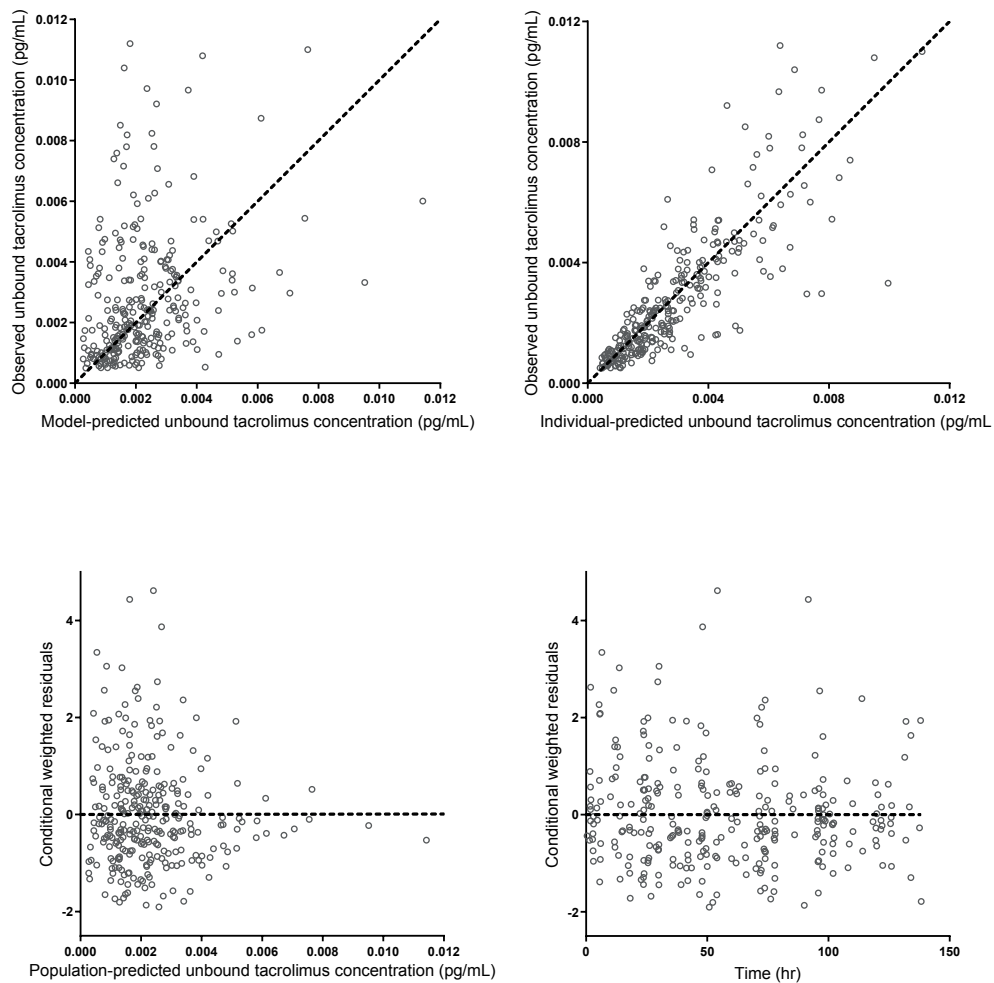 Observed unbound tacrolimus concentration (pg/mL)
0.012
0.010
0.008
0.006
0.004
0.002
0.000
0.000 0.002 0.004 0.006 0.008 0.010 0.012
Model-predicted unbound tacrolimus concentration (pg/mL)
Observed unbound tacrolimus concentration (pg/mL)
0.012
0.008
0.004
0.000
0.000 0.004 0.008 0.012
Individual-predicted unbound tacrolimus concentration (pg/mL
Conditional weighted residuals
4
2
0
-2
0.000 0.002 0.004 0.006 0.008 0.010 0.012
Population-predicted unbound tacrolimus concentration (pg/mL)
Conditional weighted residuals
4
2
0
-2
0 50 100 150
Time (hr)